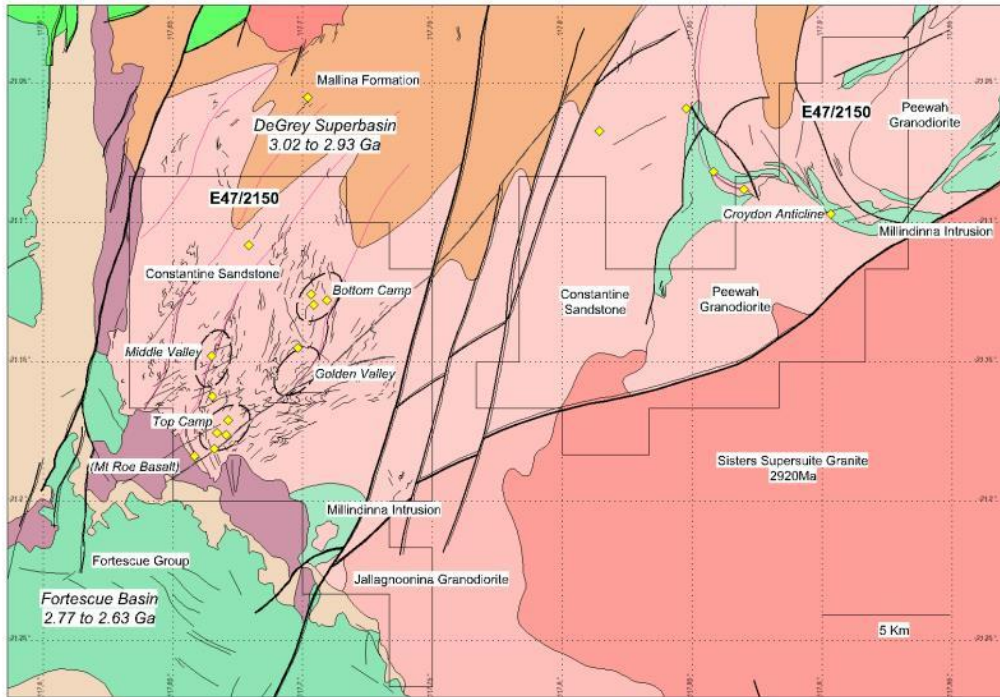 Mallina Formation
DeGrey Superbasin
3.02 to 2.93 Ga
E47/2150
Peewah
Granodiorite
E47/2150
Croydon Anticline
Millindinna Intrusion
Constantine Sandstone
Bottom Camp
Constantine
Sandstone
Peewah
Granodiorite
Middle Valley
Golden Valley
Top Camp
(Mt Roe Basalt)
Sisters Supersuite Granite
2920Ma
Millindinna Intrusion
Fortescue Group
Jallagnoonina Granodiorite
Fortescue Basin
2.77 to 2.63 Ga
5 Km